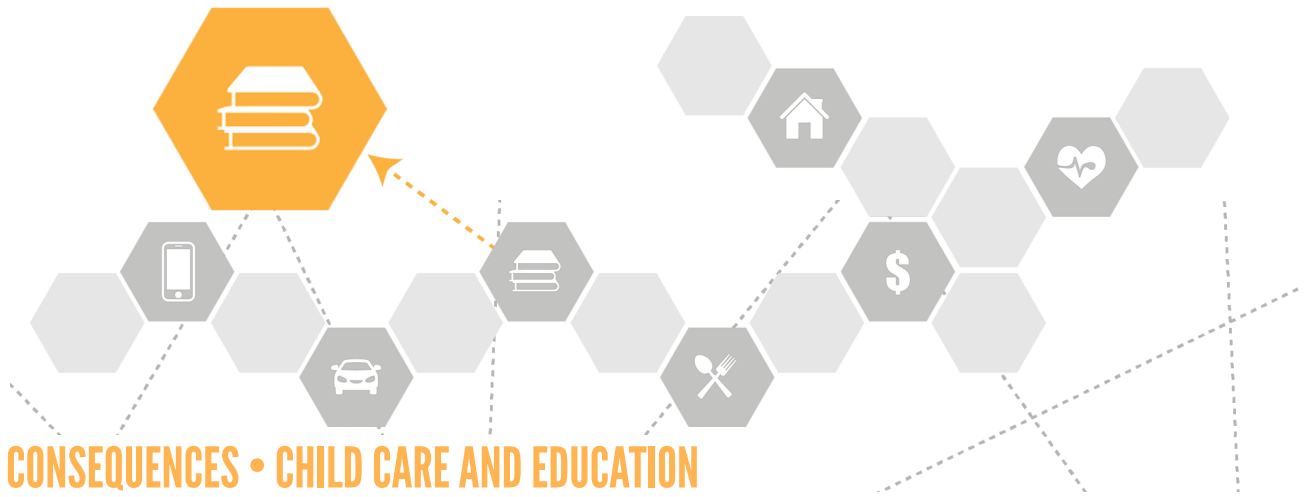 $
CONSEQUENCES • CHILD CARE AND EDUCATION